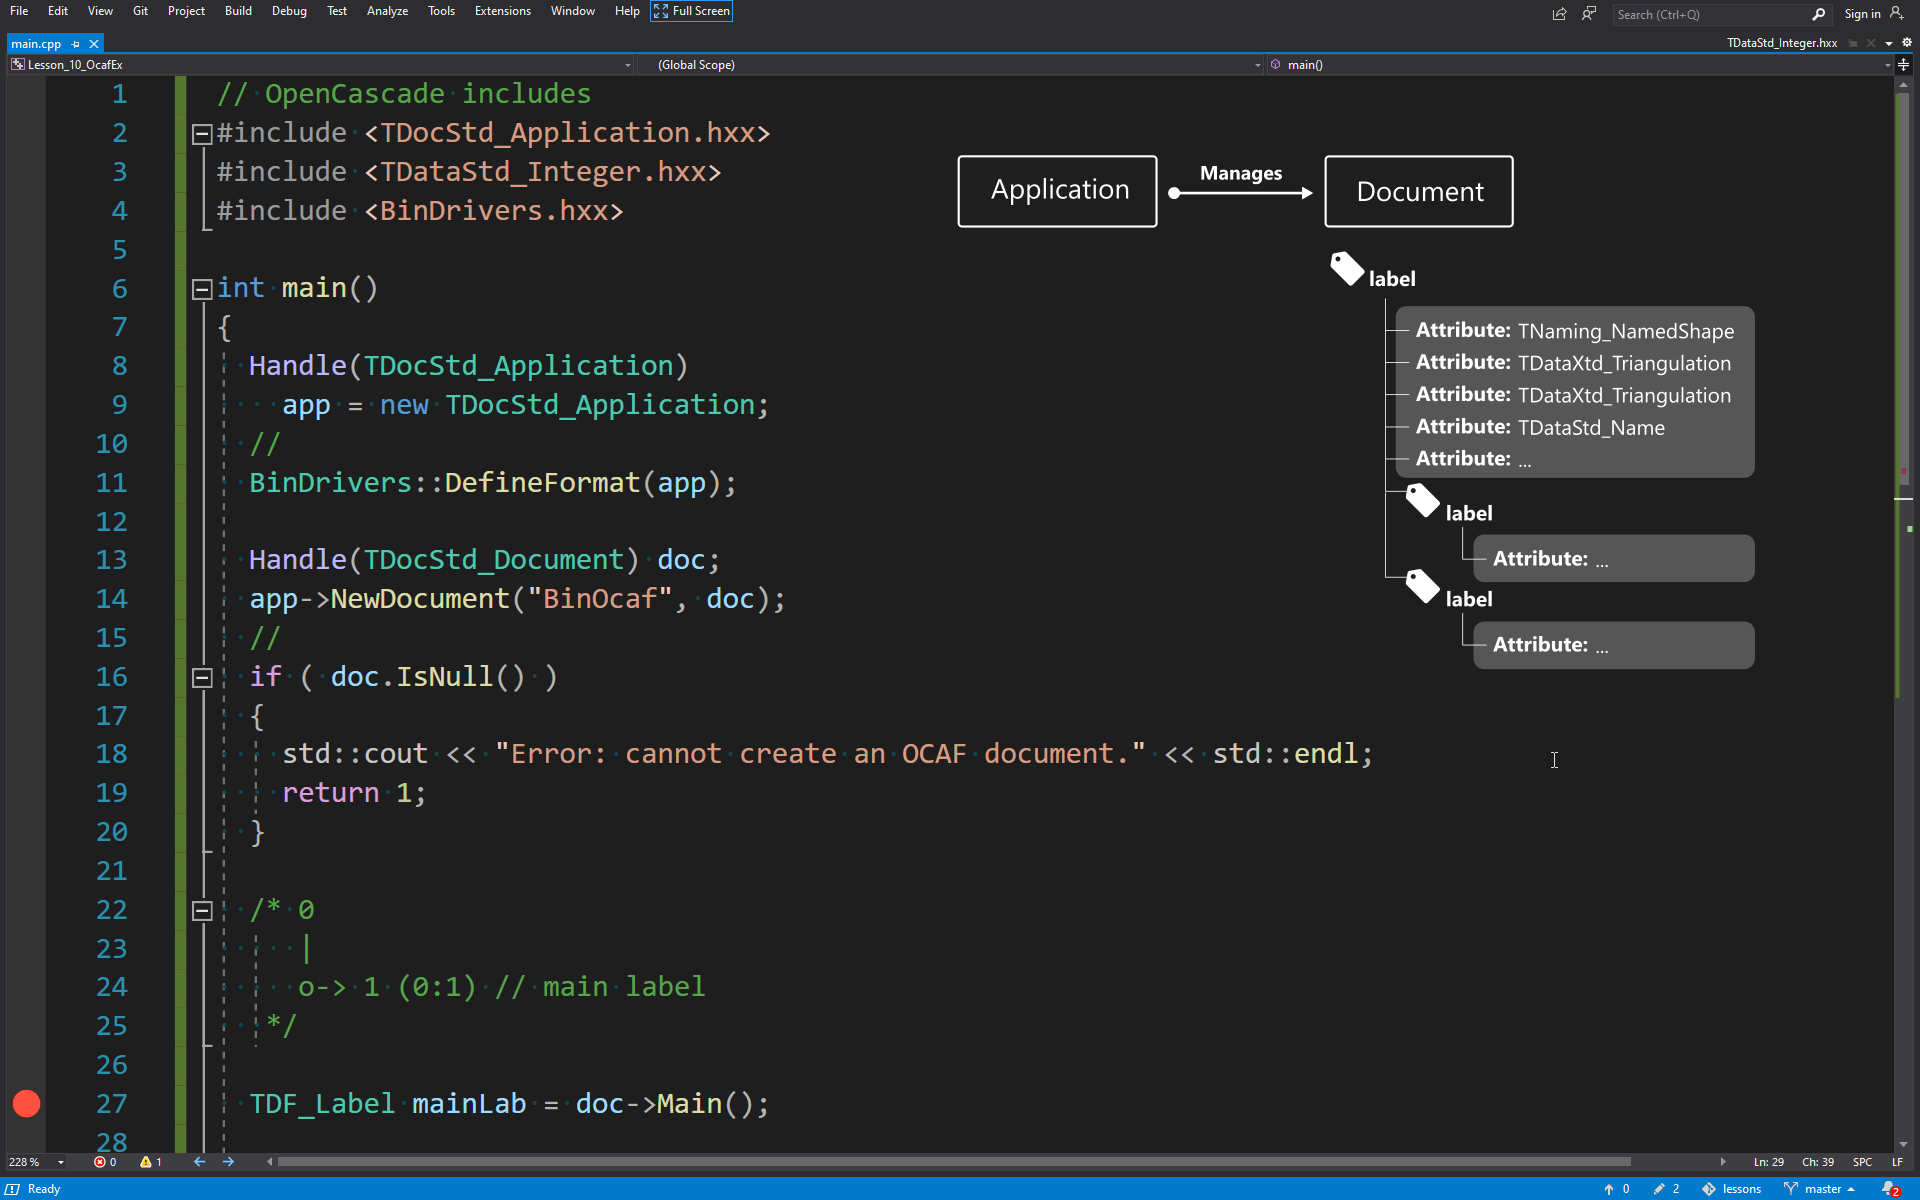 File Edit View Git Project Build Debug Test Analyze Tools Extensions Window Help Full Screen Search (Ctrl+Q) Sign in
main.cpp TDataStd_Integer.hxx
Lesson_10_OcafEx (Global Scope) main()
1 // OpenCascade includes
2 #include <TDocStd_Application.hxx>
3 #include <TDataStd_Integer.hxx>
4 #include <BinDrivers.hxx>
5
6 int main()
7 {
8 Handle(TDocStd_Application)
9 app = new TDocStd_Application;
10 //
11 BinDrivers::DefineFormat(app);
12
13 Handle(TDocStd_Document) doc;
14 app->NewDocument("BinOcaf", doc);
15 //
16 if ( doc.IsNull() )
17 {
18 std::cout << "Error: cannot create an OCAF document." << std::endl;
19 return 1;
20 }
21
22 /* 0
23 |
24 o-> 1 (0:1) // main label
25 */
26
27 TDF_Label mainLab = doc->Main();
28
Application Manages Document
label
Attribute: TNaming_NamedShape
Attribute: TDataXtd_Triangulation
Attribute: TDataXtd_Triangulation
Attribute: TDataStd_Name
Attribute: ...
label
Attribute: ...
label
Attribute: ...
228 % 0 1 Ln: 29 Ch: 39 SPC LF
Ready 0 2 lessons master 2